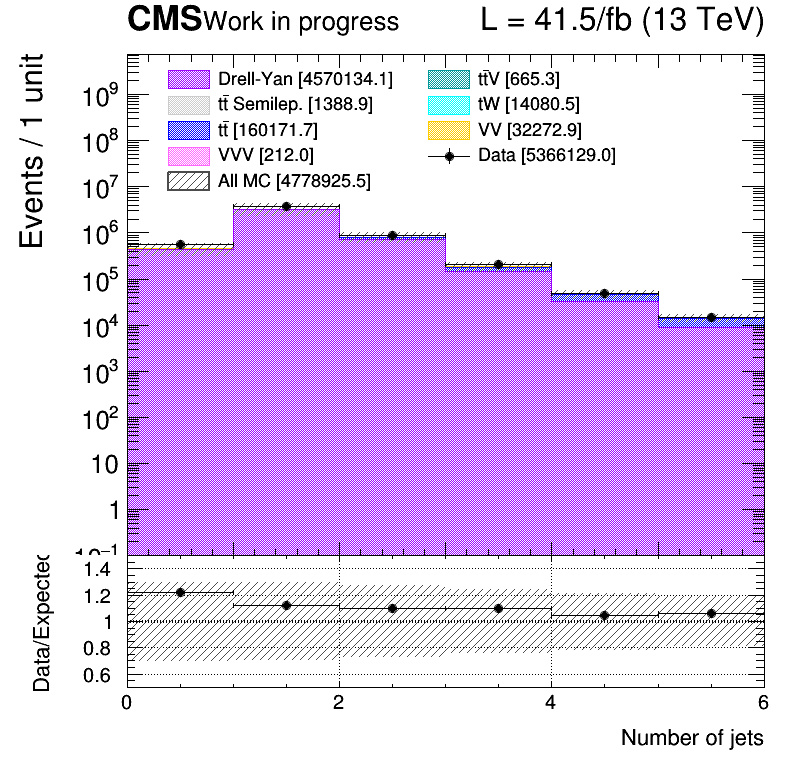 CMS Work in progress L = 41.5/fb (13 TeV)
Events / 1 unit
Drell-Yan [4570134.1] tt̄V [665.3]
tt̄ Semilep. [1388.9] tW [14080.5]
tt̄ [160171.7] VV [32272.9]
VVV [212.0] Data [5366129.0]
All MC [4778925.5]
10⁹
10⁸
10⁷
10⁶
10⁵
10⁴
10³
10²
10
1
10⁻¹
Data/Expected
1.4
1.2
1
0.8
0.6
0 2 4 6
Number of jets